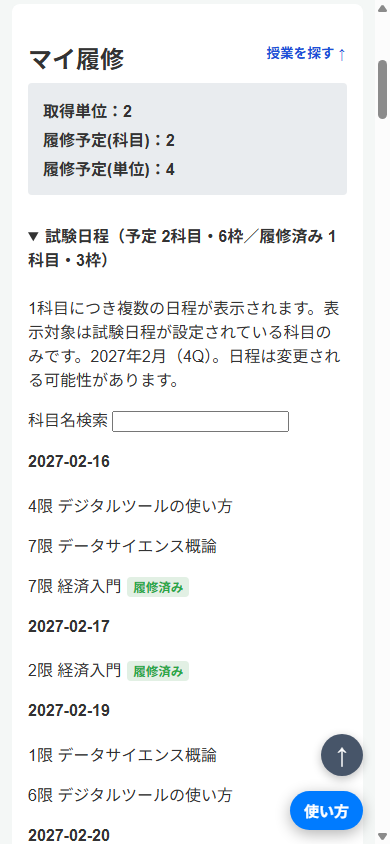 マイ履修
授業を探す↑
取得単位：2
履修予定(科目)：2
履修予定(単位)：4
▼ 試験日程（予定 2科目・6枠／履修済み 1
科目・3枠）
1科目につき複数の日程が表示されます。表
示対象は試験日程が設定されている科目の
みです。2027年2月（4Q）。日程は変更され
る可能性があります。
科目名検索
2027-02-16
4限 デジタルツールの使い方
7限 データサイエンス概論
7限 経済入門 履修済み
2027-02-17
2限 経済入門 履修済み
2027-02-19
1限 データサイエンス概論
↑
6限 デジタルツールの使い方
使い方
2027-02-20